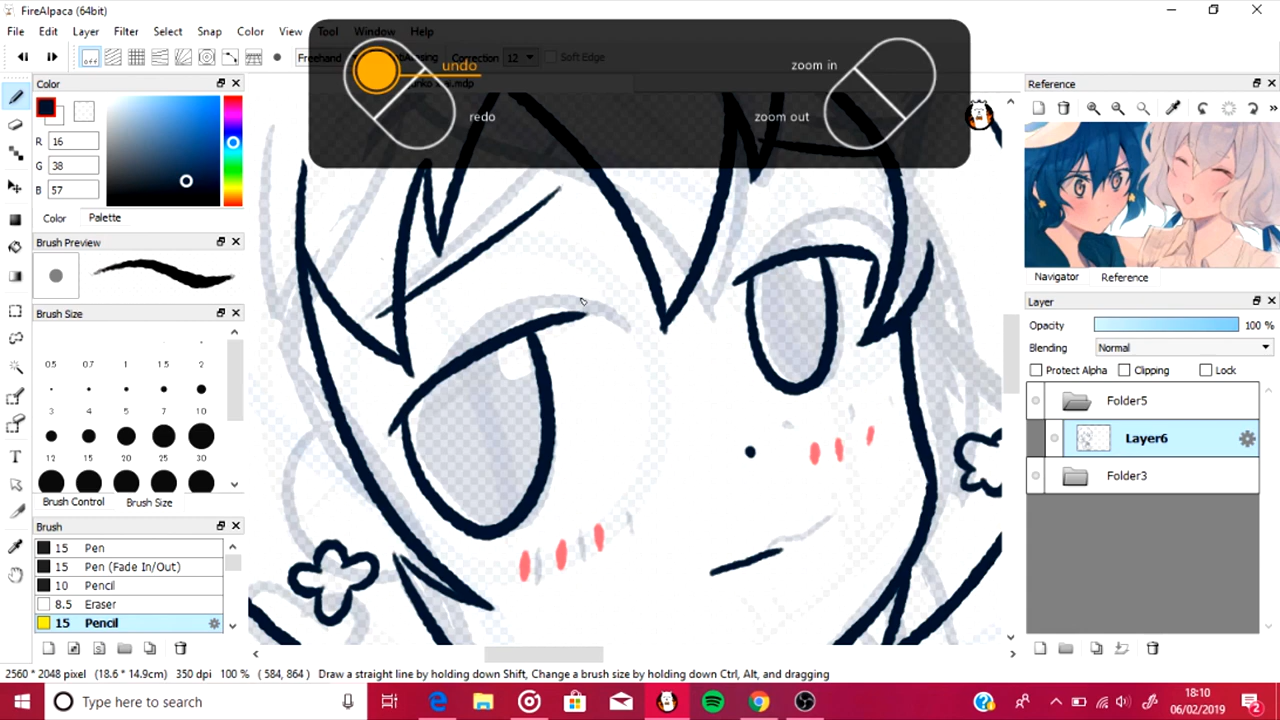 FireAlpaca (64bit)
File Edit Layer Filter Select Snap Color View Tool Window Help
off Freehand Correction 12 Soft Edge
undo
redo
zoom in
zoom out
Color
R 16
G 38
B 57
Color Palette
Brush Preview
Brush Size
0.5 0.7 1 1.5 2
3 4 5 7 10
12 15 20 25 30
Brush Control Brush Size
Brush
15 Pen
15 Pen (Fade In/Out)
10 Pencil
8.5 Eraser
15 Pencil
Reference
Navigator Reference
Layer
Opacity 100 %
Blending Normal
Protect Alpha Clipping Lock
Folder5
Layer6
Folder3
2560 * 2048 pixel (18.6 * 14.9cm) 350 dpi 100 % ( 584, 864 ) Draw a straight line by holding down Shift, Change a brush size by holding down Ctrl, Alt, and dragging
Type here to search
18:10
06/02/2019
2